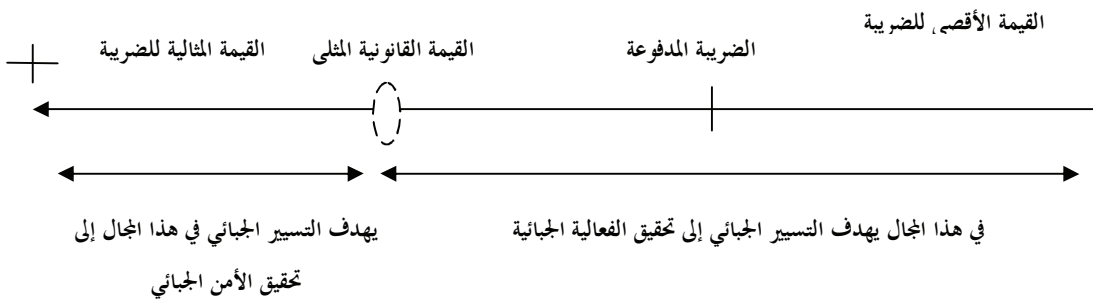 القيمة الأقصى للضريبة
الضريبة المدفوعة
القيمة القانونية المثلى
القيمة المثالية للضريبة
في هذا المجال يهدف التسيير الجبائي إلى تحقيق الفعالية الجبائية
يهدف التسيير الجبائي في هذا المجال إلى
تحقيق الأمن الجبائي